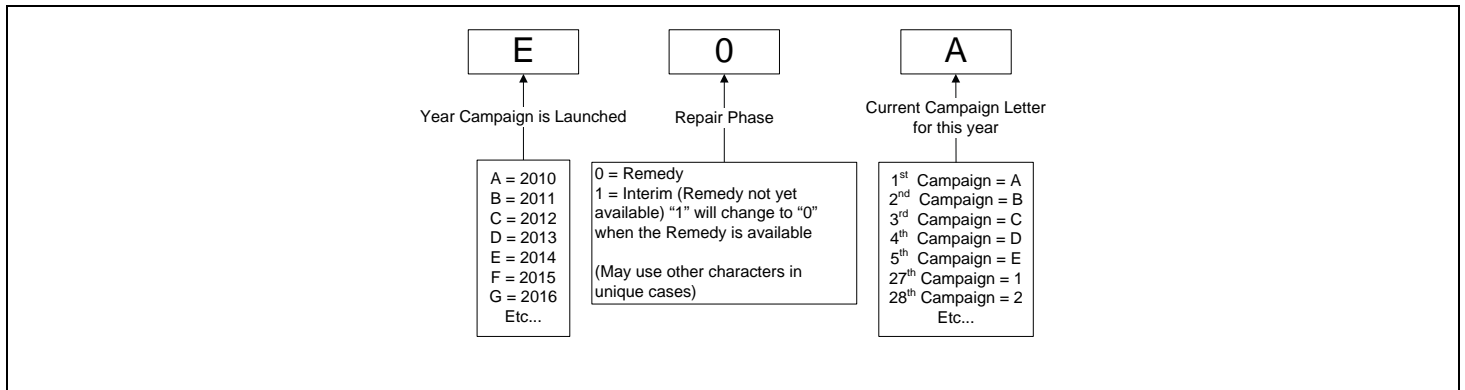 E
0
A
Year Campaign is Launched
Repair Phase
Current Campaign Letter
for this year
A = 2010
B = 2011
C = 2012
D = 2013
E = 2014
F = 2015
G = 2016
Etc...
0 = Remedy
1 = Interim (Remedy not yet
available) “1” will change to “0”
when the Remedy is available
(May use other characters in
unique cases)
1st Campaign = A
2nd Campaign = B
3rd Campaign = C
4th Campaign = D
5th Campaign = E
27th Campaign = 1
28th Campaign = 2
Etc...